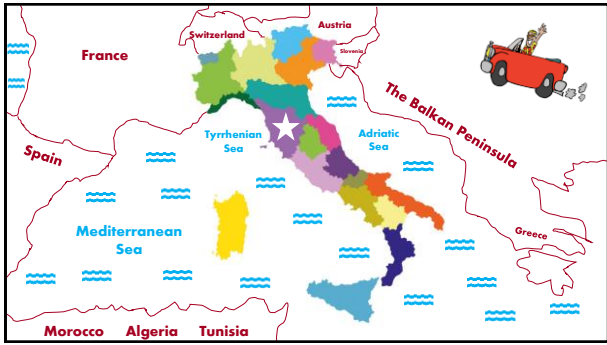 Austria
Switzerland
Slovenia
France
The Balkan Peninsula
Tyrrhenian
Sea
Adriatic
Sea
Spain
Mediterranean
Sea
Greece
Morocco Algeria Tunisia